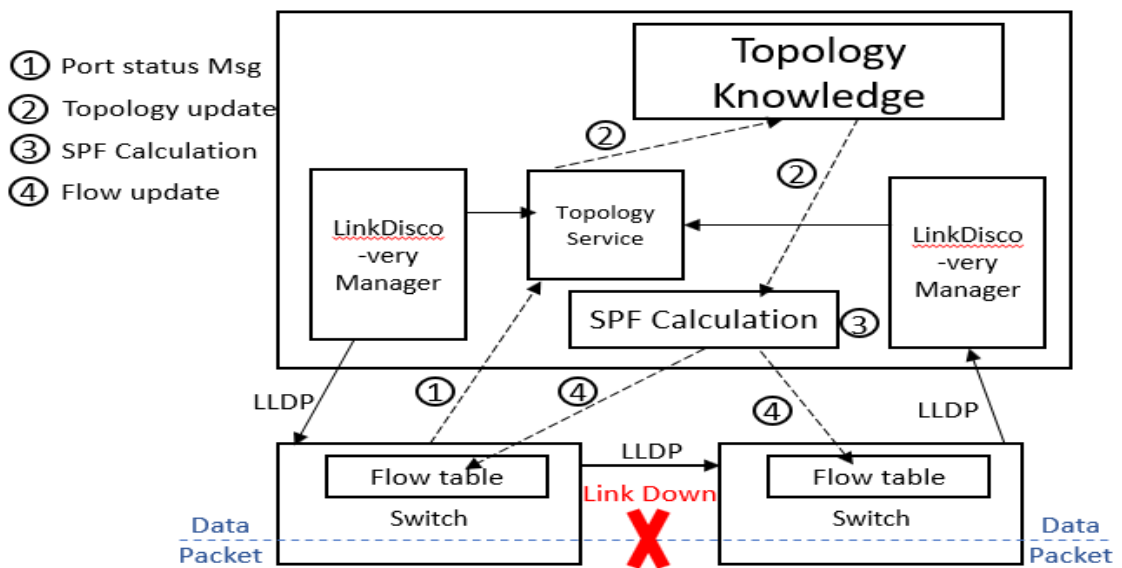 ① Port status Msg
② Topology update
③ SPF Calculation
④ Flow update
Topology
Knowledge
②
②
LinkDisco
-very
Manager
Topology
Service
LinkDisco
-very
Manager
SPF Calculation
③
LLDP
①
④
④
LLDP
LLDP
Flow table
Switch
Link Down
Flow table
Switch
Data
Packet
Data
Packet